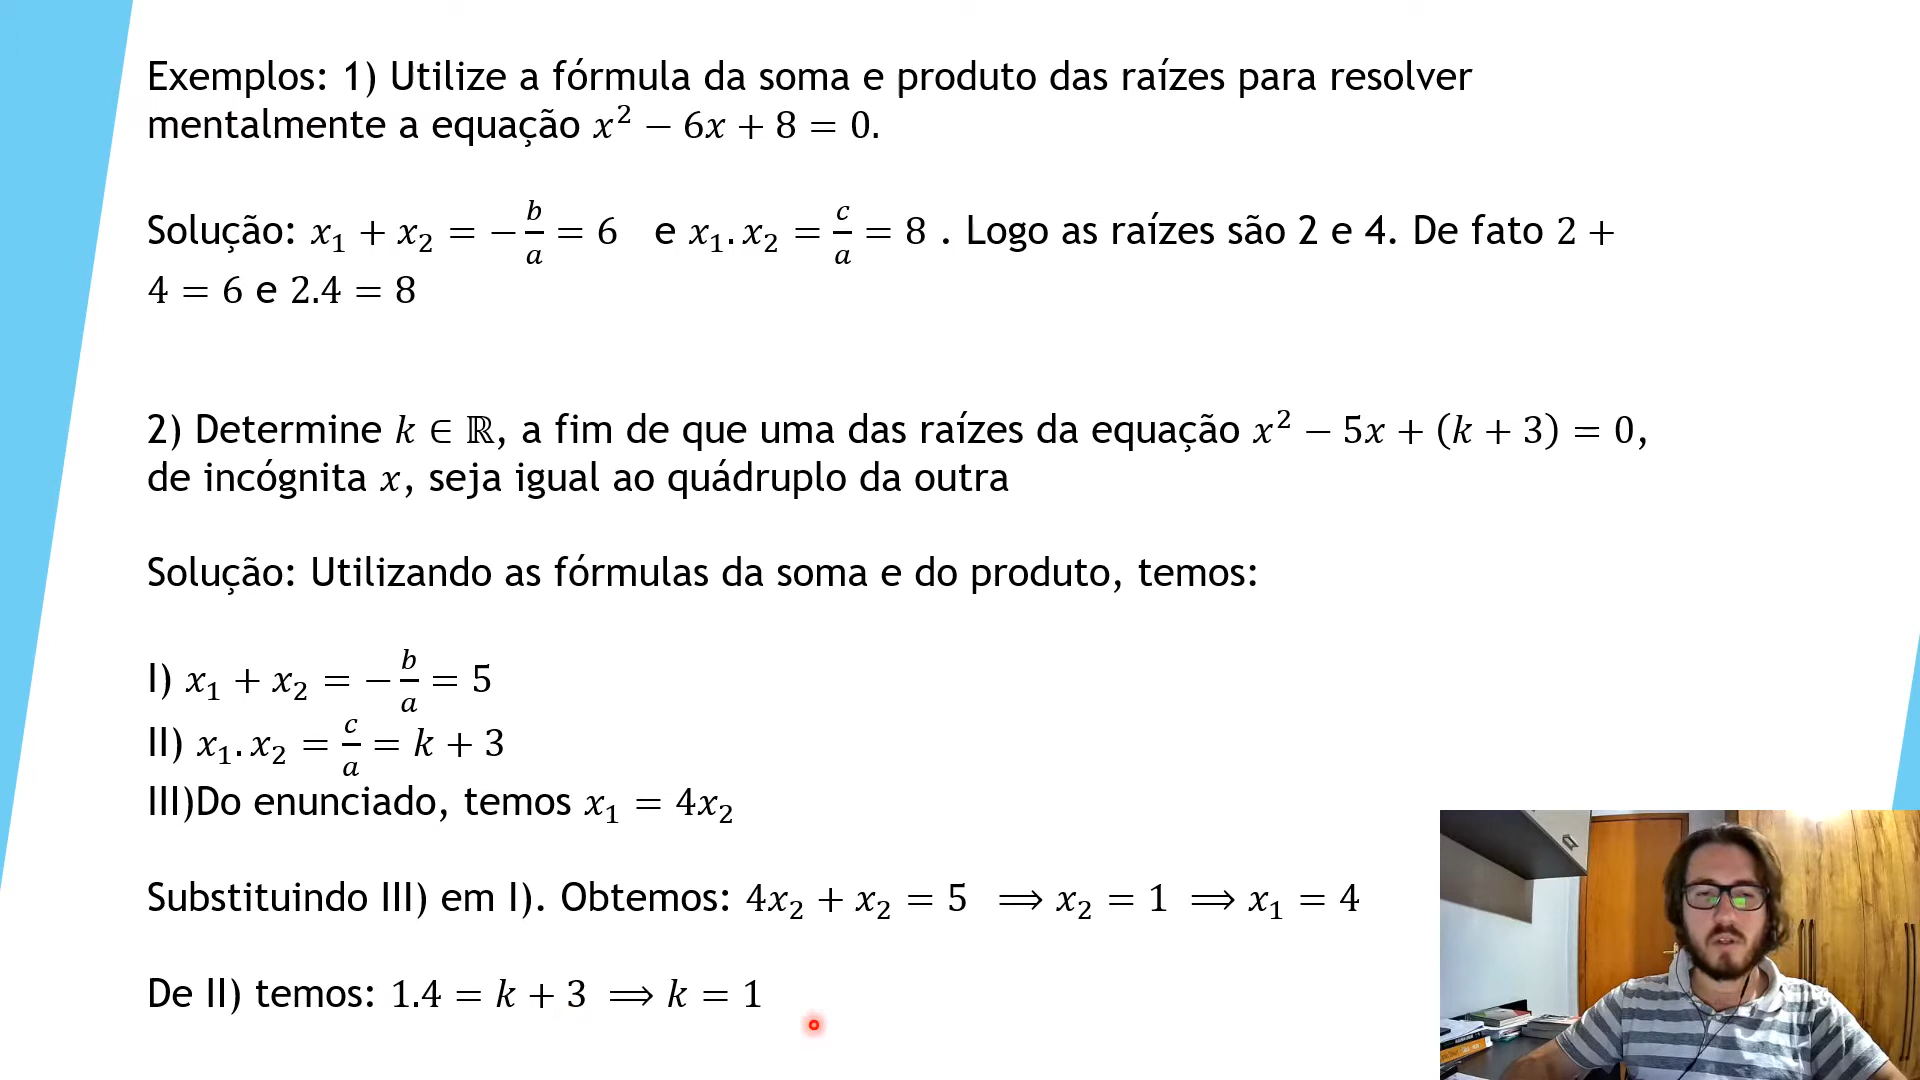 Exemplos: 1) Utilize a fórmula da soma e produto das raízes para resolver
mentalmente a equação x² − 6x + 8 = 0.
Solução: x₁ + x₂ = −b/a = 6 e x₁. x₂ = c/a = 8 . Logo as raízes são 2 e 4. De fato 2 +
4 = 6 e 2.4 = 8
2) Determine k ∈ ℝ, a fim de que uma das raízes da equação x² − 5x + (k + 3) = 0,
de incógnita x, seja igual ao quádruplo da outra
Solução: Utilizando as fórmulas da soma e do produto, temos:
I) x₁ + x₂ = −b/a = 5
II) x₁. x₂ = c/a = k + 3
III)Do enunciado, temos x₁ = 4x₂
Substituindo III) em I). Obtemos: 4x₂ + x₂ = 5 ⟹ x₂ = 1 ⟹ x₁ = 4
De II) temos: 1.4 = k + 3 ⟹ k = 1